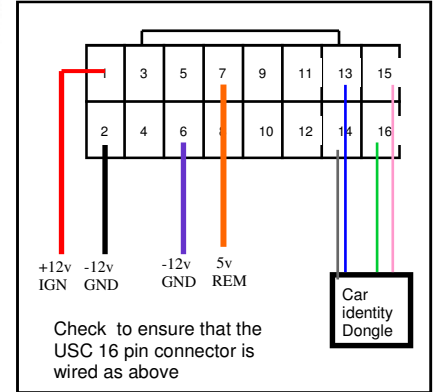 1 3 5 7 9 11 13 15
2 4 6 8 10 12 14 16
+12v -12v -12v 5v
IGN GND GND REM
Car
identity
Dongle
Check to ensure that the
USC 16 pin connector is
wired as above